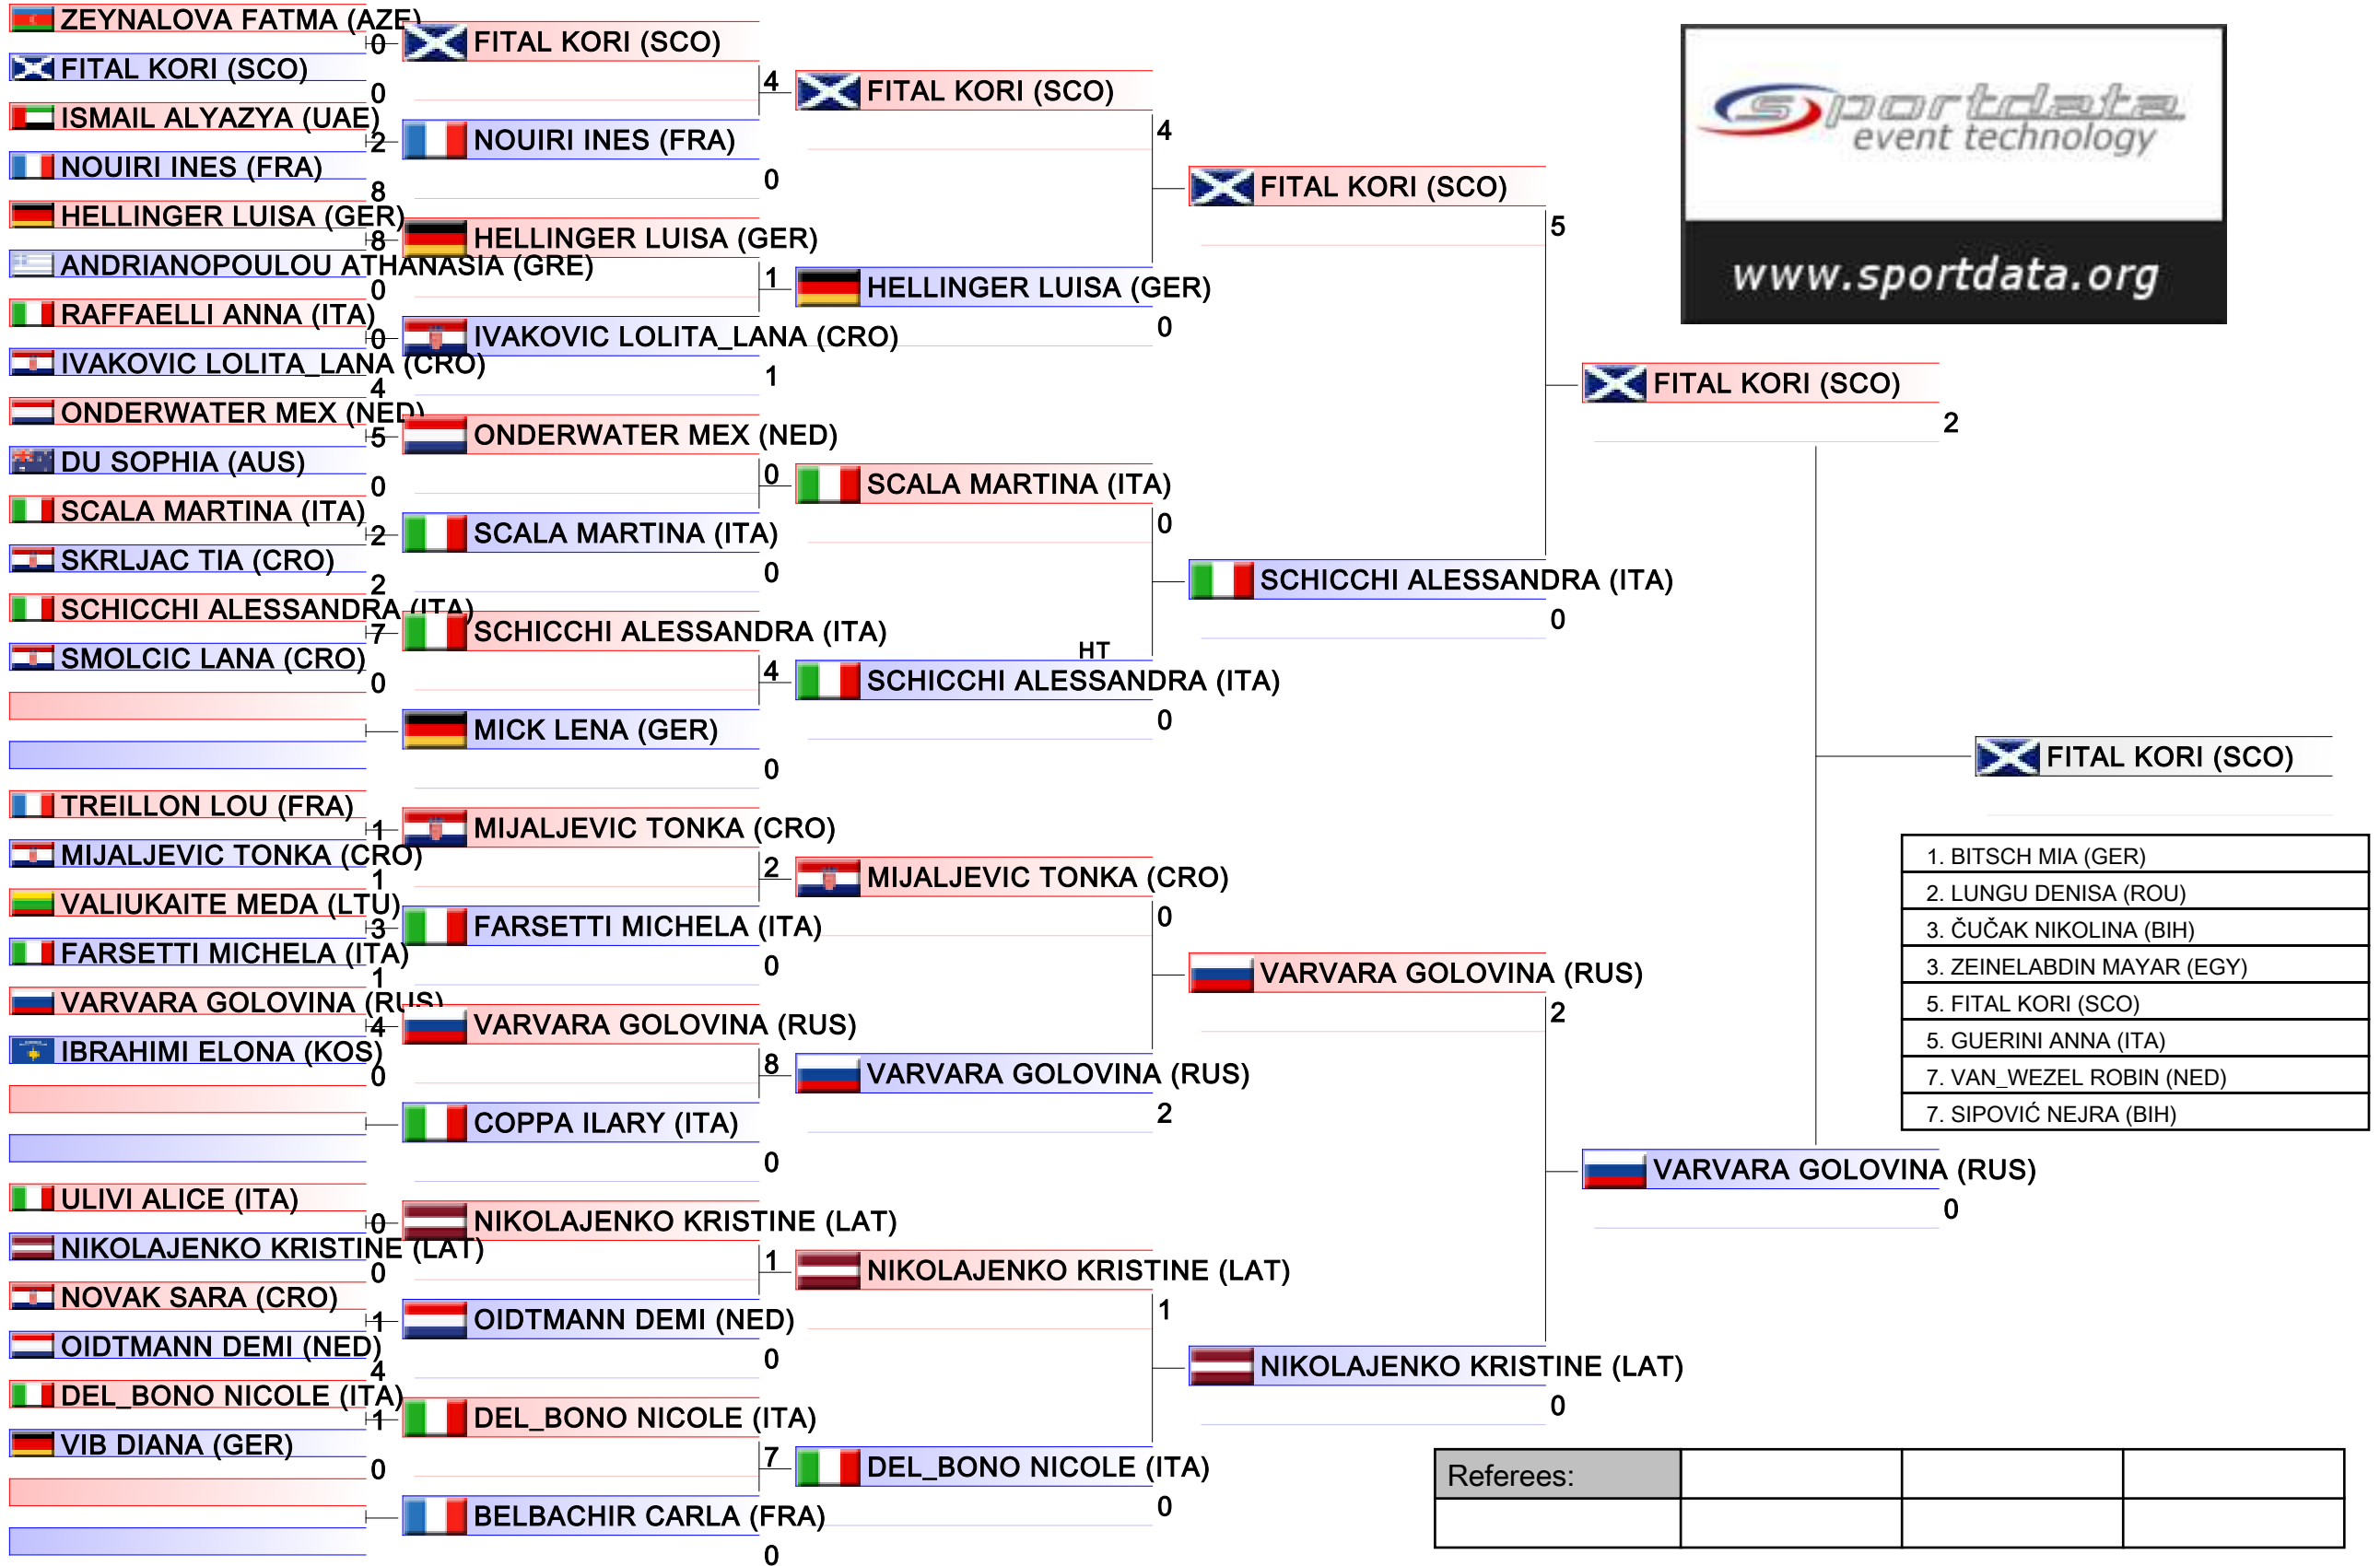 ZEYNALOVA FATMA (AZE)
0
FITAL KORI (SCO)
0
ISMAIL ALYAZYA (UAE)
2
NOUIRI INES (FRA)
8
HELLINGER LUISA (GER)
8
ANDRIANOPOULOU ATHANASIA (GRE)
0
RAFFAELLI ANNA (ITA)
0
IVAKOVIC LOLITA_LANA (CRO)
4
ONDERWATER MEX (NED)
5
DU SOPHIA (AUS)
0
SCALA MARTINA (ITA)
2
SKRLJAC TIA (CRO)
2
SCHICCHI ALESSANDRA (ITA)
7
SMOLCIC LANA (CRO)
0
TREILLON LOU (FRA)
1
MIJALJEVIC TONKA (CRO)
1
VALIUKAITE MEDA (LTU)
3
FARSETTI MICHELA (ITA)
1
VARVARA GOLOVINA (RUS)
4
IBRAHIMI ELONA (KOS)
0
ULIVI ALICE (ITA)
0
NIKOLAJENKO KRISTINE (LAT)
0
NOVAK SARA (CRO)
1
OIDTMANN DEMI (NED)
4
DEL_BONO NICOLE (ITA)
1
VIB DIANA (GER)
0
FITAL KORI (SCO)
4
NOUIRI INES (FRA)
0
HELLINGER LUISA (GER)
1
IVAKOVIC LOLITA_LANA (CRO)
1
ONDERWATER MEX (NED)
0
SCALA MARTINA (ITA)
0
SCHICCHI ALESSANDRA (ITA)
4
MICK LENA (GER)
0
MIJALJEVIC TONKA (CRO)
2
FARSETTI MICHELA (ITA)
0
VARVARA GOLOVINA (RUS)
8
COPPA ILARY (ITA)
0
NIKOLAJENKO KRISTINE (LAT)
1
OIDTMANN DEMI (NED)
0
DEL_BONO NICOLE (ITA)
7
BELBACHIR CARLA (FRA)
0
FITAL KORI (SCO)
4
HELLINGER LUISA (GER)
0
SCALA MARTINA (ITA)
0
HT
SCHICCHI ALESSANDRA (ITA)
0
MIJALJEVIC TONKA (CRO)
0
VARVARA GOLOVINA (RUS)
2
NIKOLAJENKO KRISTINE (LAT)
1
DEL_BONO NICOLE (ITA)
0
FITAL KORI (SCO)
5
SCHICCHI ALESSANDRA (ITA)
0
VARVARA GOLOVINA (RUS)
2
NIKOLAJENKO KRISTINE (LAT)
0
FITAL KORI (SCO)
2
VARVARA GOLOVINA (RUS)
0
FITAL KORI (SCO)
sportdata
event technology
www.sportdata.org
1. BITSCH MIA (GER)
2. LUNGU DENISA (ROU)
3. ČUČAK NIKOLINA (BIH)
3. ZEINELABDIN MAYAR (EGY)
5. FITAL KORI (SCO)
5. GUERINI ANNA (ITA)
7. VAN_WEZEL ROBIN (NED)
7. SIPOVIĆ NEJRA (BIH)
Referees: